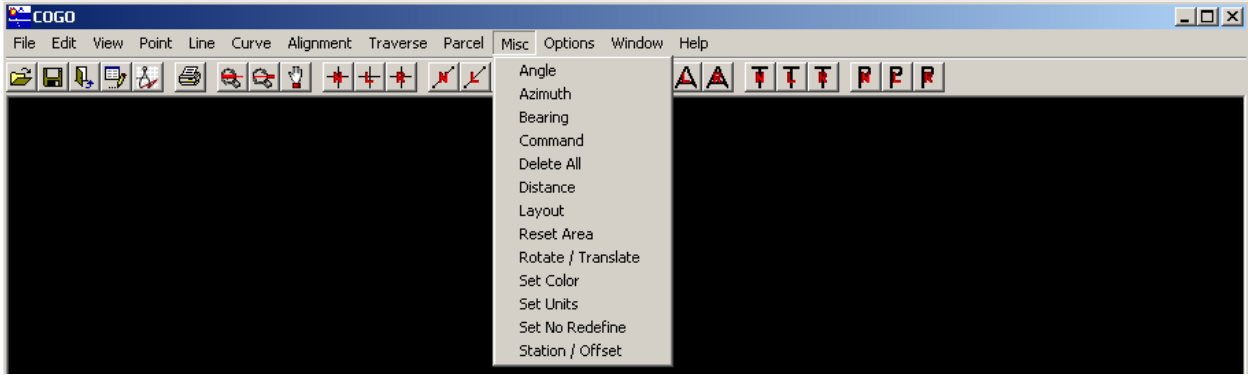 COGO
File Edit View Point Line Curve Alignment Traverse Parcel Misc Options Window Help
N L R N L T T T P P P
Angle
Azimuth
Bearing
Command
Delete All
Distance
Layout
Reset Area
Rotate / Translate
Set Color
Set Units
Set No Redefine
Station / Offset